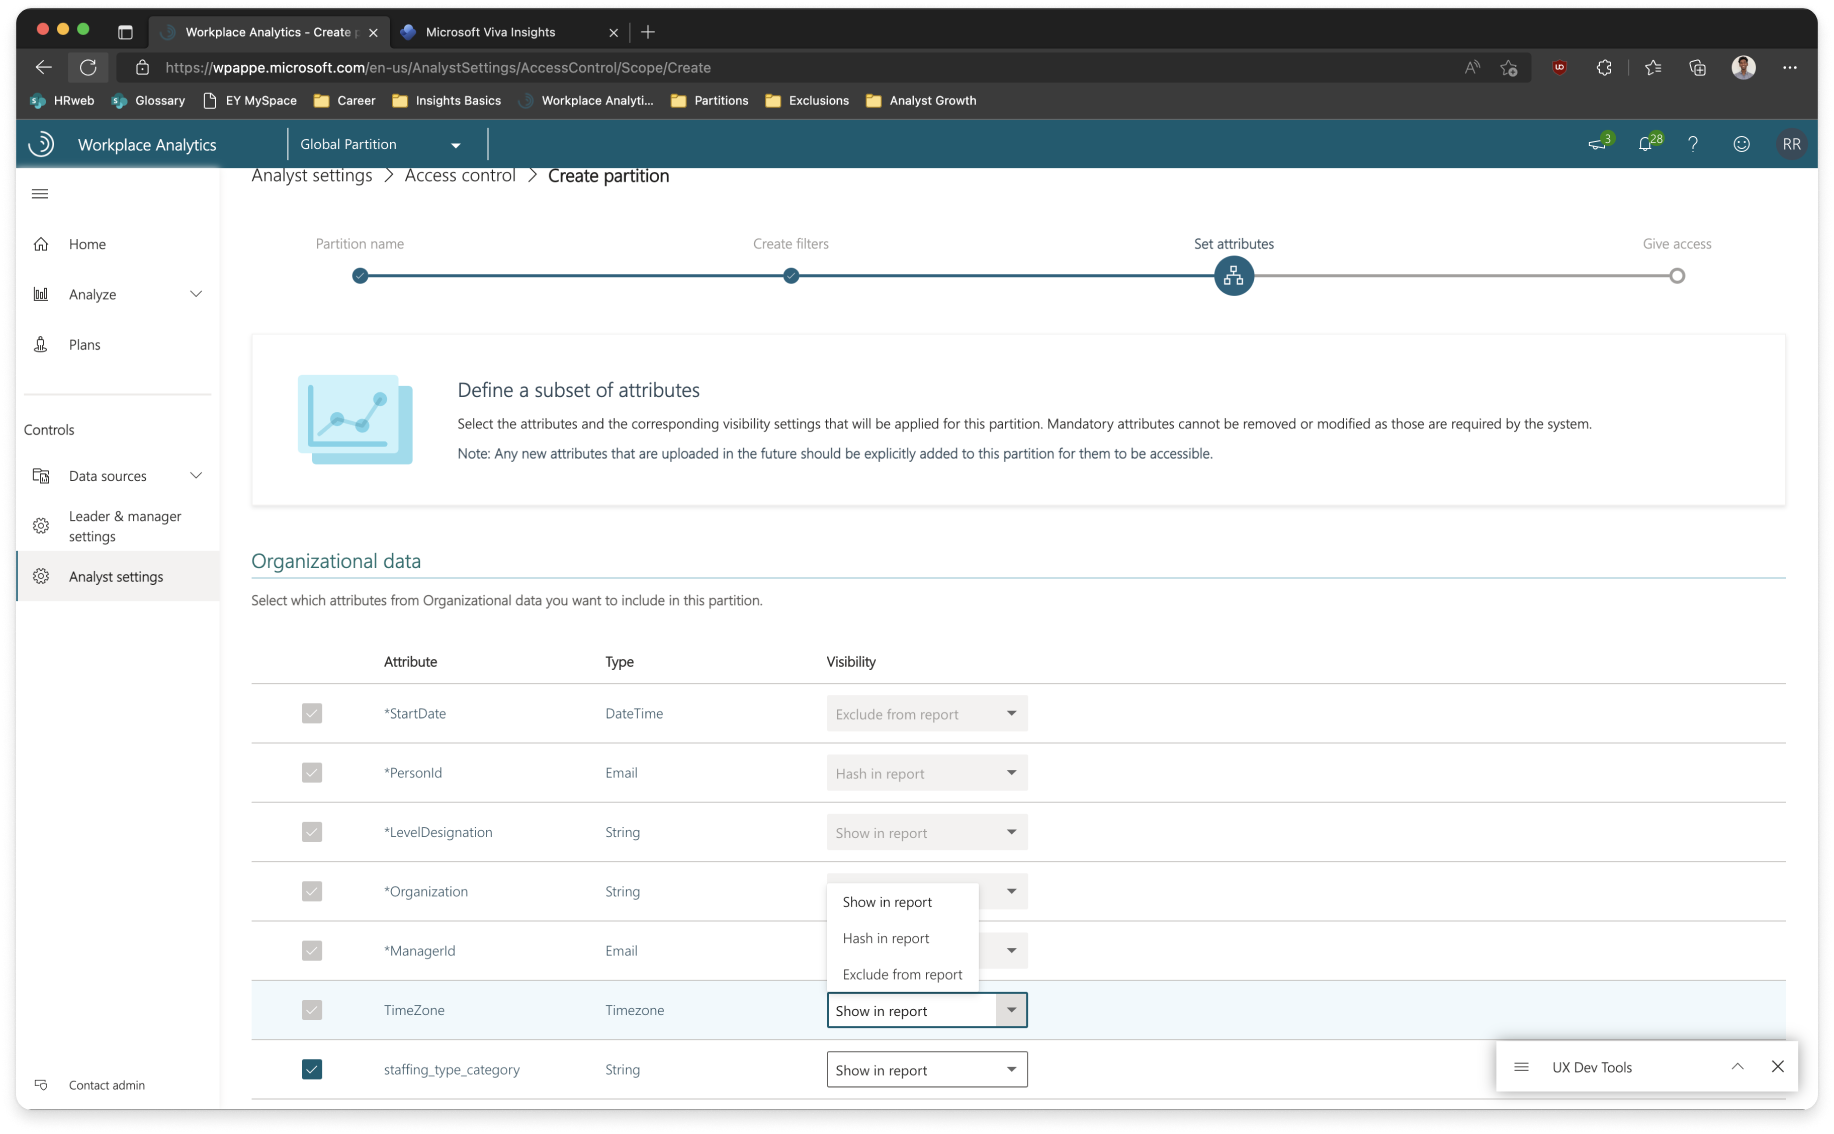 Workplace Analytics - Create p
Microsoft Viva Insights
https://wpappe.microsoft.com/en-us/AnalystSettings/AccessControl/Scope/Create
HRweb
Glossary
EY MySpace
Career
Insights Basics
Workplace Analyti...
Partitions
Exclusions
Analyst Growth
Workplace Analytics
Global Partition
3
28
?
RR
Analyst settings > Access control > Create partition
Home
Analyze
Plans
Controls
Data sources
Leader & manager
settings
Analyst settings
Contact admin
Partition name
Create filters
Set attributes
Give access
Define a subset of attributes
Select the attributes and the corresponding visibility settings that will be applied for this partition. Mandatory attributes cannot be removed or modified as those are required by the system.
Note: Any new attributes that are uploaded in the future should be explicitly added to this partition for them to be accessible.
Organizational data
Select which attributes from Organizational data you want to include in this partition.
Attribute Type Visibility
*StartDate DateTime Exclude from report
*PersonId Email Hash in report
*LevelDesignation String Show in report
*Organization String
Show in report
Hash in report
*ManagerId Email
Exclude from report
TimeZone Timezone Show in report
staffing_type_category String Show in report
UX Dev Tools